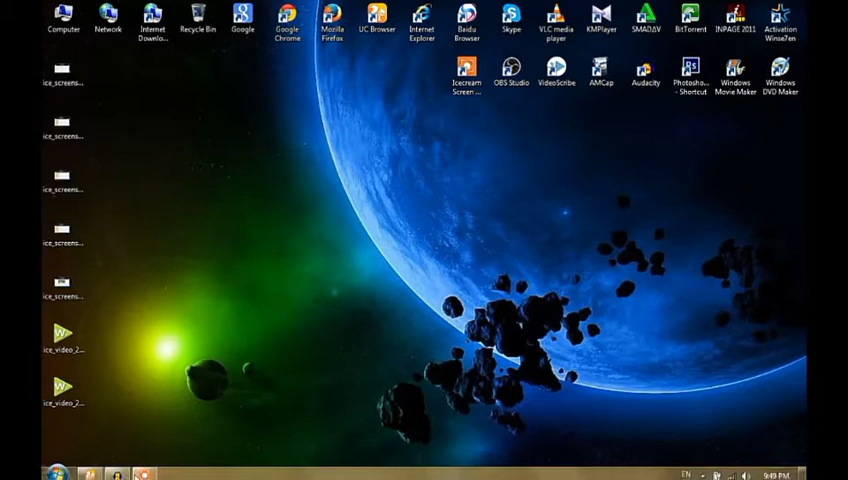 Computer
Network
Internet
Downlo...
Recycle Bin
Google
Google
Chrome
Mozilla
Firefox
UC Browser
Internet
Explorer
Baidu
Browser
Skype
VLC media
player
KMPlayer
SMADΔV
BitTorrent
INPAGE 2011
Activation
Winse7en
ice_screens...
Icecream
Screen ...
OBS Studio
VideoScribe
AMCap
Audacity
Photosho...
- Shortcut
Windows
Movie Maker
Windows
DVD Maker
ice_screens...
ice_screens...
ice_screens...
ice_screens...
ice_video_2...
ice_video_2...
EN
9:49 PM